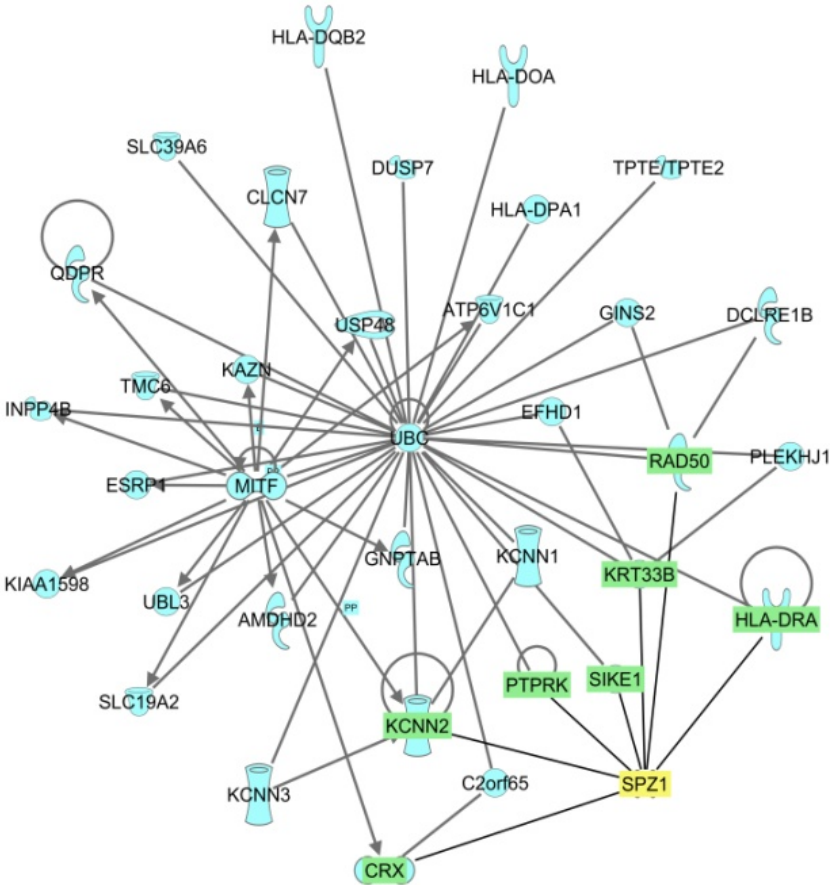 HLA-DQB2
HLA-DOA
SLC39A6
DUSP7
TPTE/TPTE2
CLCN7
HLA-DPA1
QDPR
ATP6V1C1
GINS2
DCLRE1B
USP48
KAZN
TMC6
INPP4B
EFHD1
UBC
RAD50
PLEKHJ1
ESRP1
MITF
GNPTAB
KCNN1
KIAA1598
KRT33B
UBL3
AMDHD2
PP
HLA-DRA
PTPRK
SIKE1
SLC19A2
KCNN2
KCNN3
C2orf65
SPZ1
CRX